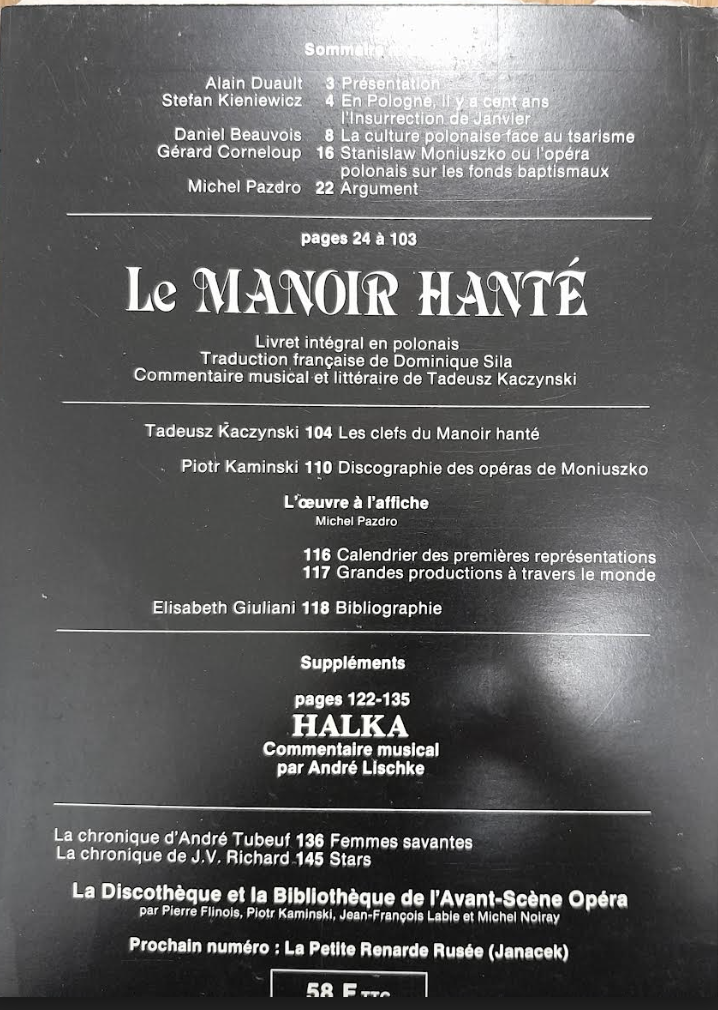 Sommaire
Alain Duault 3 Présentation
Stefan Kieniewicz 4 En Pologne, il y a cent ans
l'Insurrection de Janvier
Daniel Beauvois 8 La culture polonaise face au tsarisme
Gérard Corneloup 16 Stanislaw Moniuszko ou l'opéra
polonais sur les fonds baptismaux
Michel Pazdro 22 Argument
pages 24 à 103
Le MANOIR HANTÉ
Livret intégral en polonais
Traduction française de Dominique Sila
Commentaire musical et littéraire de Tadeusz Kaczynski
Tadeusz Kaczynski 104 Les clefs du Manoir hanté
Piotr Kaminski 110 Discographie des opéras de Moniuszko
L'œuvre à l'affiche
Michel Pazdro
116 Calendrier des premières représentations
117 Grandes productions à travers le monde
Elisabeth Giuliani 118 Bibliographie
Suppléments
pages 122-135
HALKA
Commentaire musical
par André Lischke
La chronique d'André Tubeuf 136 Femmes savantes
La chronique de J.V. Richard 145 Stars
La Discothèque et la Bibliothèque de l'Avant-Scène Opéra
par Pierre Flinois, Piotr Kaminski, Jean-François Labie et Michel Noiray
Prochain numéro : La Petite Renarde Rusée (Janacek)
58 F TTC